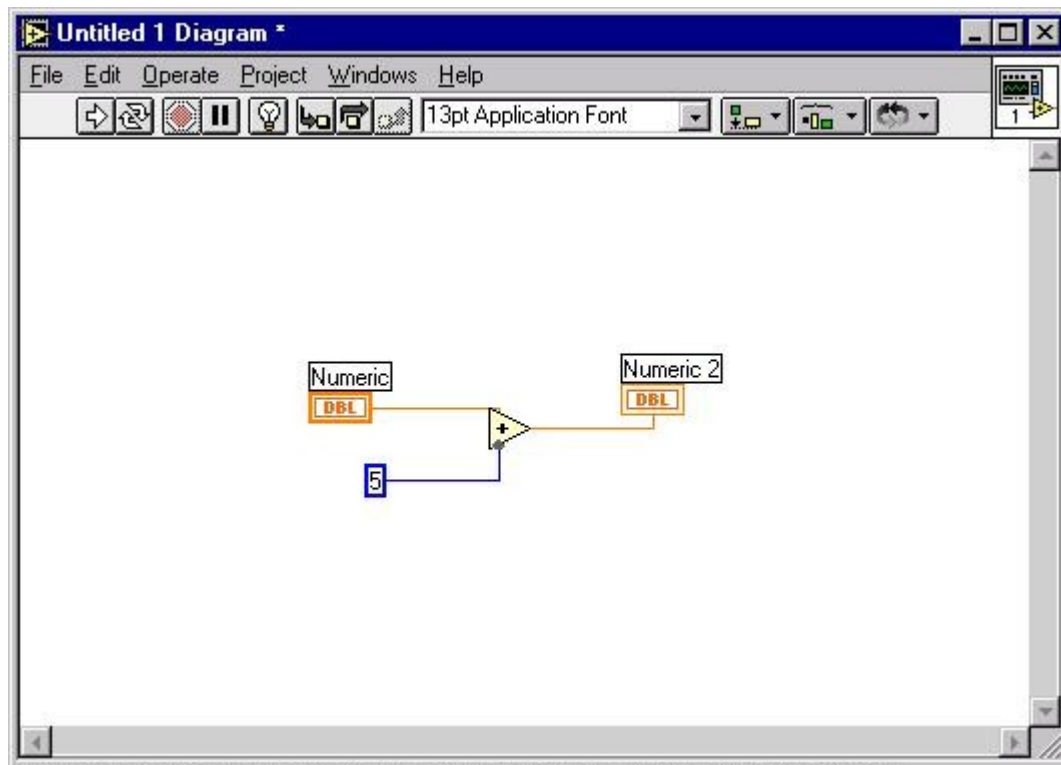 Untitled 1 Diagram *
File Edit Operate Project Windows Help
13pt Application Font
1
Numeric
DBL
Numeric 2
DBL
+
5